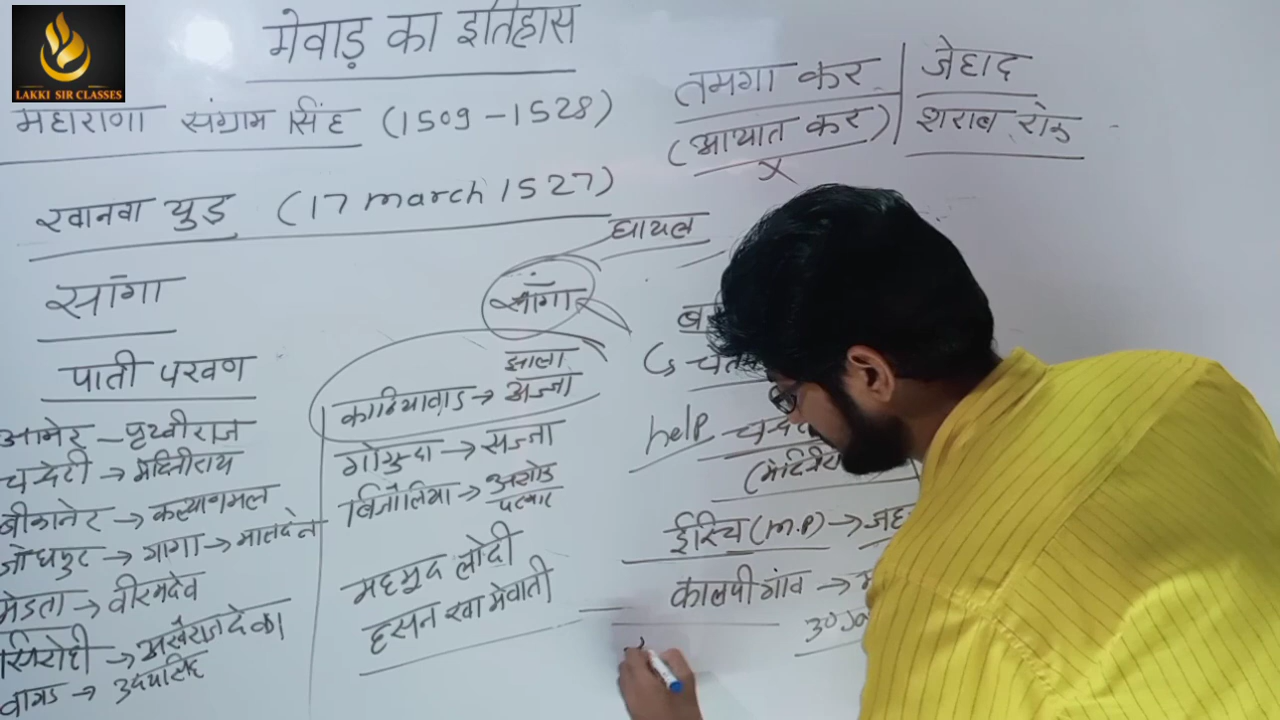 LAKKI SIR CLASSES
मेवाड़ का इतिहास
महाराणा संग्राम सिंह (1509 - 1528)
खानवा युद्ध (17 march 1527)
सांगा
पाती परवण
आमेर - पृथ्वीराज
चन्देरी → मेदिनीराय
बीकानेर → कल्याणमल
जोधपुर → गागा → मालदेव
मेडता → वीरमदेव
सिरोही → अखैराज देवडा
वागड → उदयसिंह
घायल
सांगा
झाला
काठियावाड → अज्जा
गोगुन्दा → सज्जा
बिजौलिया → अशोक
परमार
महमुद लोदी
हसन खा मेवाती
तमगा कर
(आयात कर)
X
जेहाद
शराब रोक
help
ईरिच (M.P) →
कालपी गांव →
30